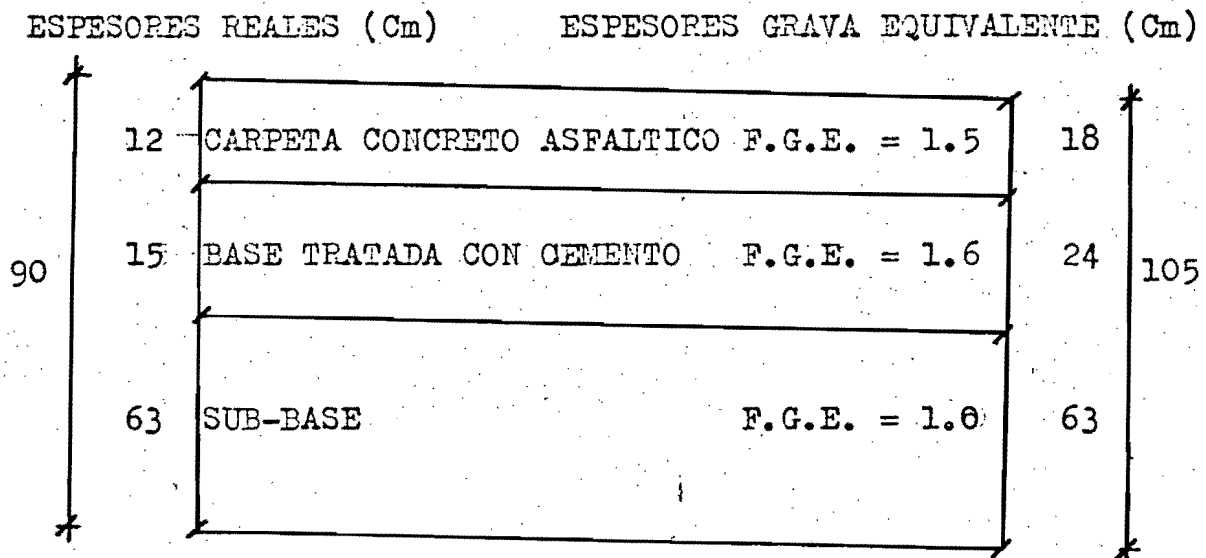 ESPESORES REALES (Cm) ESPESORES GRAVA EQUIVALENTE (Cm)
12 CARPETA CONCRETO ASFALTICO F.G.E. = 1.5 18
90 15 BASE TRATADA CON CEMENTO F.G.E. = 1.6 24 105
63 SUB-BASE F.G.E. = 1.0 63